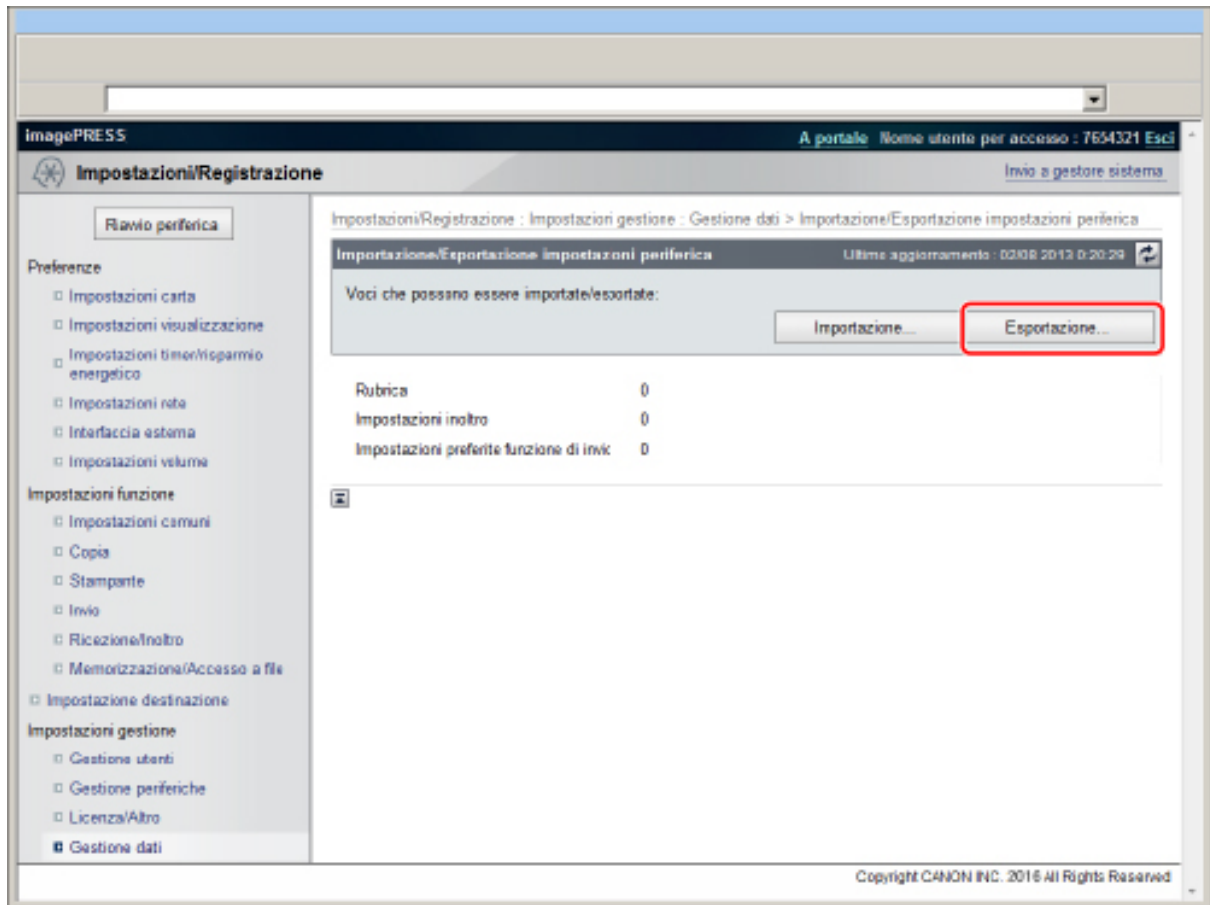 imagePRESS
A portale Nome utente per accesso : 7654321 Esci
Impostazioni/Registrazione
Invio a gestore sistema
Riavvio periferica
Impostazioni/Registrazione : Impostazioni gestione : Gestione dati > Importazione/Esportazione impostazioni periferica
Importazione/Esportazione impostazoni periferica
Ultimo aggiornamento : 02/08 2013 0:20:29
Voci che possono essere importate/esportate:
Importazione...
Esportazione...
Rubrica 0
Impostazioni inoltro 0
Impostazioni preferite funzione di invic 0
Preferenze
Impostazioni carta
Impostazioni visualizzazione
Impostazioni timer/risparmio
energetico
Impostazioni rete
Interfaccia esterna
Impostazioni volume
Impostazioni funzione
Impostazioni comuni
Copia
Stampante
Invio
Ricezione/Inoltro
Memorizzazione/Accesso a file
Impostazione destinazione
Impostazioni gestione
Gestione utenti
Gestione periferiche
Licenza/Altro
Gestione dati
Copyright CANON INC. 2016 All Rights Reserved